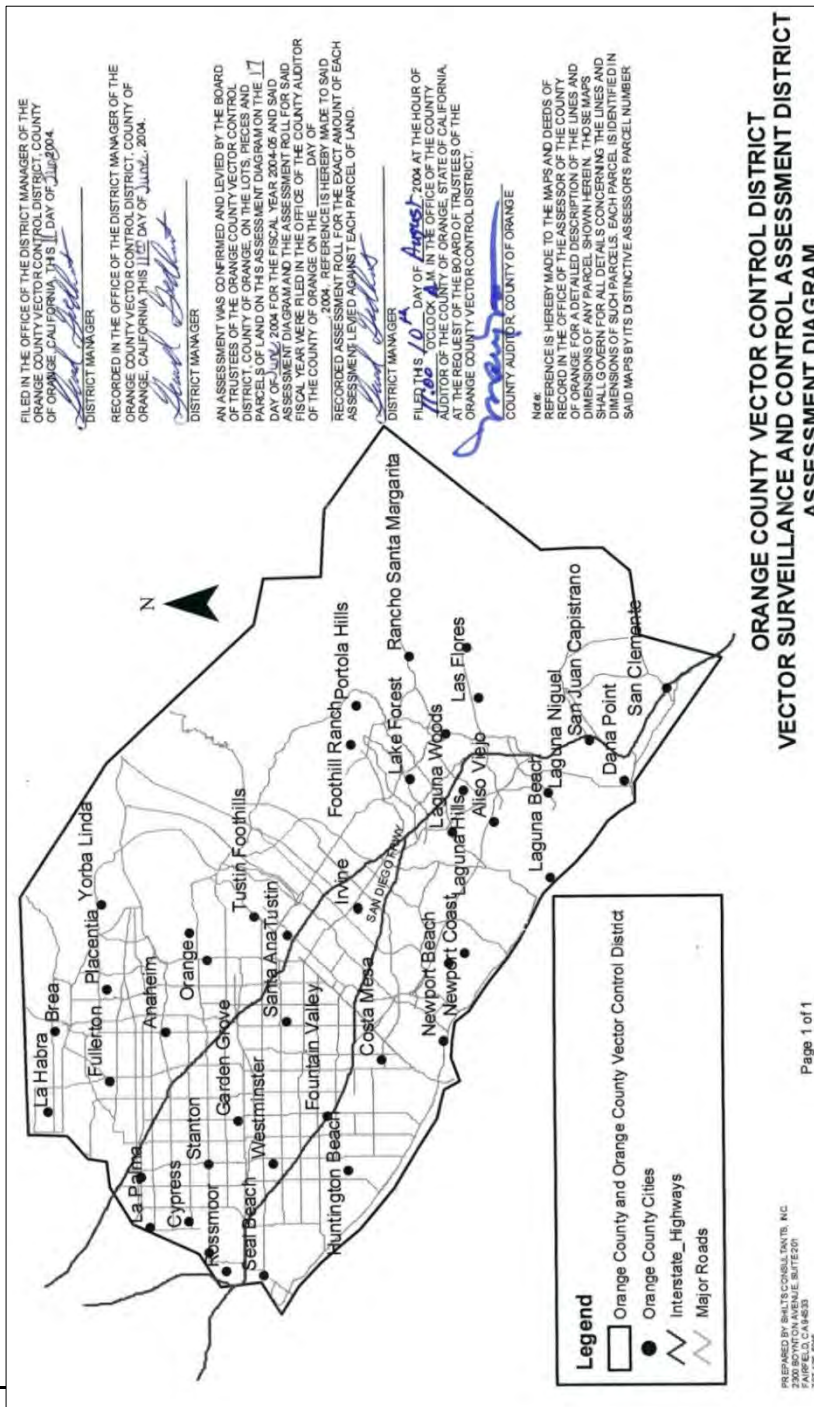 FILED IN THE OFFICE OF THE DISTRICT MANAGER OF THE
ORANGE COUNTY VECTOR CONTROL DISTRICT, COUNTY
OF ORANGE, CALIFORNIA, THIS 11 DAY OF June 2004.
DISTRICT MANAGER
RECORDED IN THE OFFICE OF THE DISTRICT MANAGER OF THE
ORANGE COUNTY VECTOR CONTROL DISTRICT, COUNTY OF
ORANGE, CALIFORNIA THIS 11th DAY OF June, 2004.
DISTRICT MANAGER
AN ASSESSMENT WAS CONFIRMED AND LEVIED BY THE BOARD
OF TRUSTEES OF THE ORANGE COUNTY VECTOR CONTROL
DISTRICT, COUNTY OF ORANGE, ON THE LOTS, PIECES AND
PARCELS OF LAND ON THIS ASSESSMENT DIAGRAM ON THE 17
DAY OF June, 2004 FOR THE FISCAL YEAR 2004-05 AND SAID
ASSESSMENT DIAGRAM AND THE ASSESSMENT ROLL FOR SAID
FISCAL YEAR WERE FILED IN THE OFFICE OF THE COUNTY AUDITOR
OF THE COUNTY OF ORANGE ON THE DAY OF
, 2004. REFERENCE IS HEREBY MADE TO SAID
RECORDED ASSESSMENT ROLL FOR THE EXACT AMOUNT OF EACH
ASSESSMENT LEVIED AGAINST EACH PARCEL OF LAND.
DISTRICT MANAGER
FILED THIS 10th DAY OF August, 2004 AT THE HOUR OF
11:00 O'CLOCK A.M. IN THE OFFICE OF THE COUNTY
AUDITOR OF THE COUNTY OF ORANGE, STATE OF CALIFORNIA,
AT THE REQUEST OF THE BOARD OF TRUSTEES OF THE
ORANGE COUNTY VECTOR CONTROL DISTRICT.
COUNTY AUDITOR, COUNTY OF ORANGE
Note:
REFERENCE IS HEREBY MADE TO THE MAPS AND DEEDS OF
RECORD IN THE OFFICE OF THE ASSESSOR OF THE COUNTY
OF ORANGE FOR A DETAILED DESCRIPTION OF THE LINES AND
DIMENSIONS OF ANY PARCEL SHOWN HEREIN. THOSE MAPS
SHALL GOVERN FOR ALL DETAILS CONCERNING THE LINES AND
DIMENSIONS OF SUCH PARCELS. EACH PARCEL IS IDENTIFIED IN
SAID MAPS BY ITS DISTINCTIVE ASSESSOR'S PARCEL NUMBER
N
La Habra
Brea
Yorba Linda
Placentia
Fullerton
La Palma
Anaheim
Cypress
Stanton
Orange
Rossmoor
Garden Grove
Tustin Foothills
Seal Beach
Westminster
Santa Ana
Tustin
Fountain Valley
Huntington Beach
Irvine
Foothill Ranch
Portola Hills
SAN DIEGO FRWY
Costa Mesa
Lake Forest
Rancho Santa Margarita
Newport Beach
Newport Coast
Laguna Woods
Laguna Hills
Las Flores
Aliso Viejo
Laguna Beach
Laguna Niguel
San Juan Capistrano
Dana Point
San Clemente
Legend
Orange County and Orange County Vector Control District
Orange County Cities
Interstate_Highways
Major Roads
ORANGE COUNTY VECTOR CONTROL DISTRICT
VECTOR SURVEILLANCE AND CONTROL ASSESSMENT DISTRICT
ASSESSMENT DIAGRAM
PREPARED BY SHILTS CONSULTANTS, INC.
2300 BOYNTON AVENUE, SUITE 201
FAIRFIELD, CA 94533
Page 1 of 1